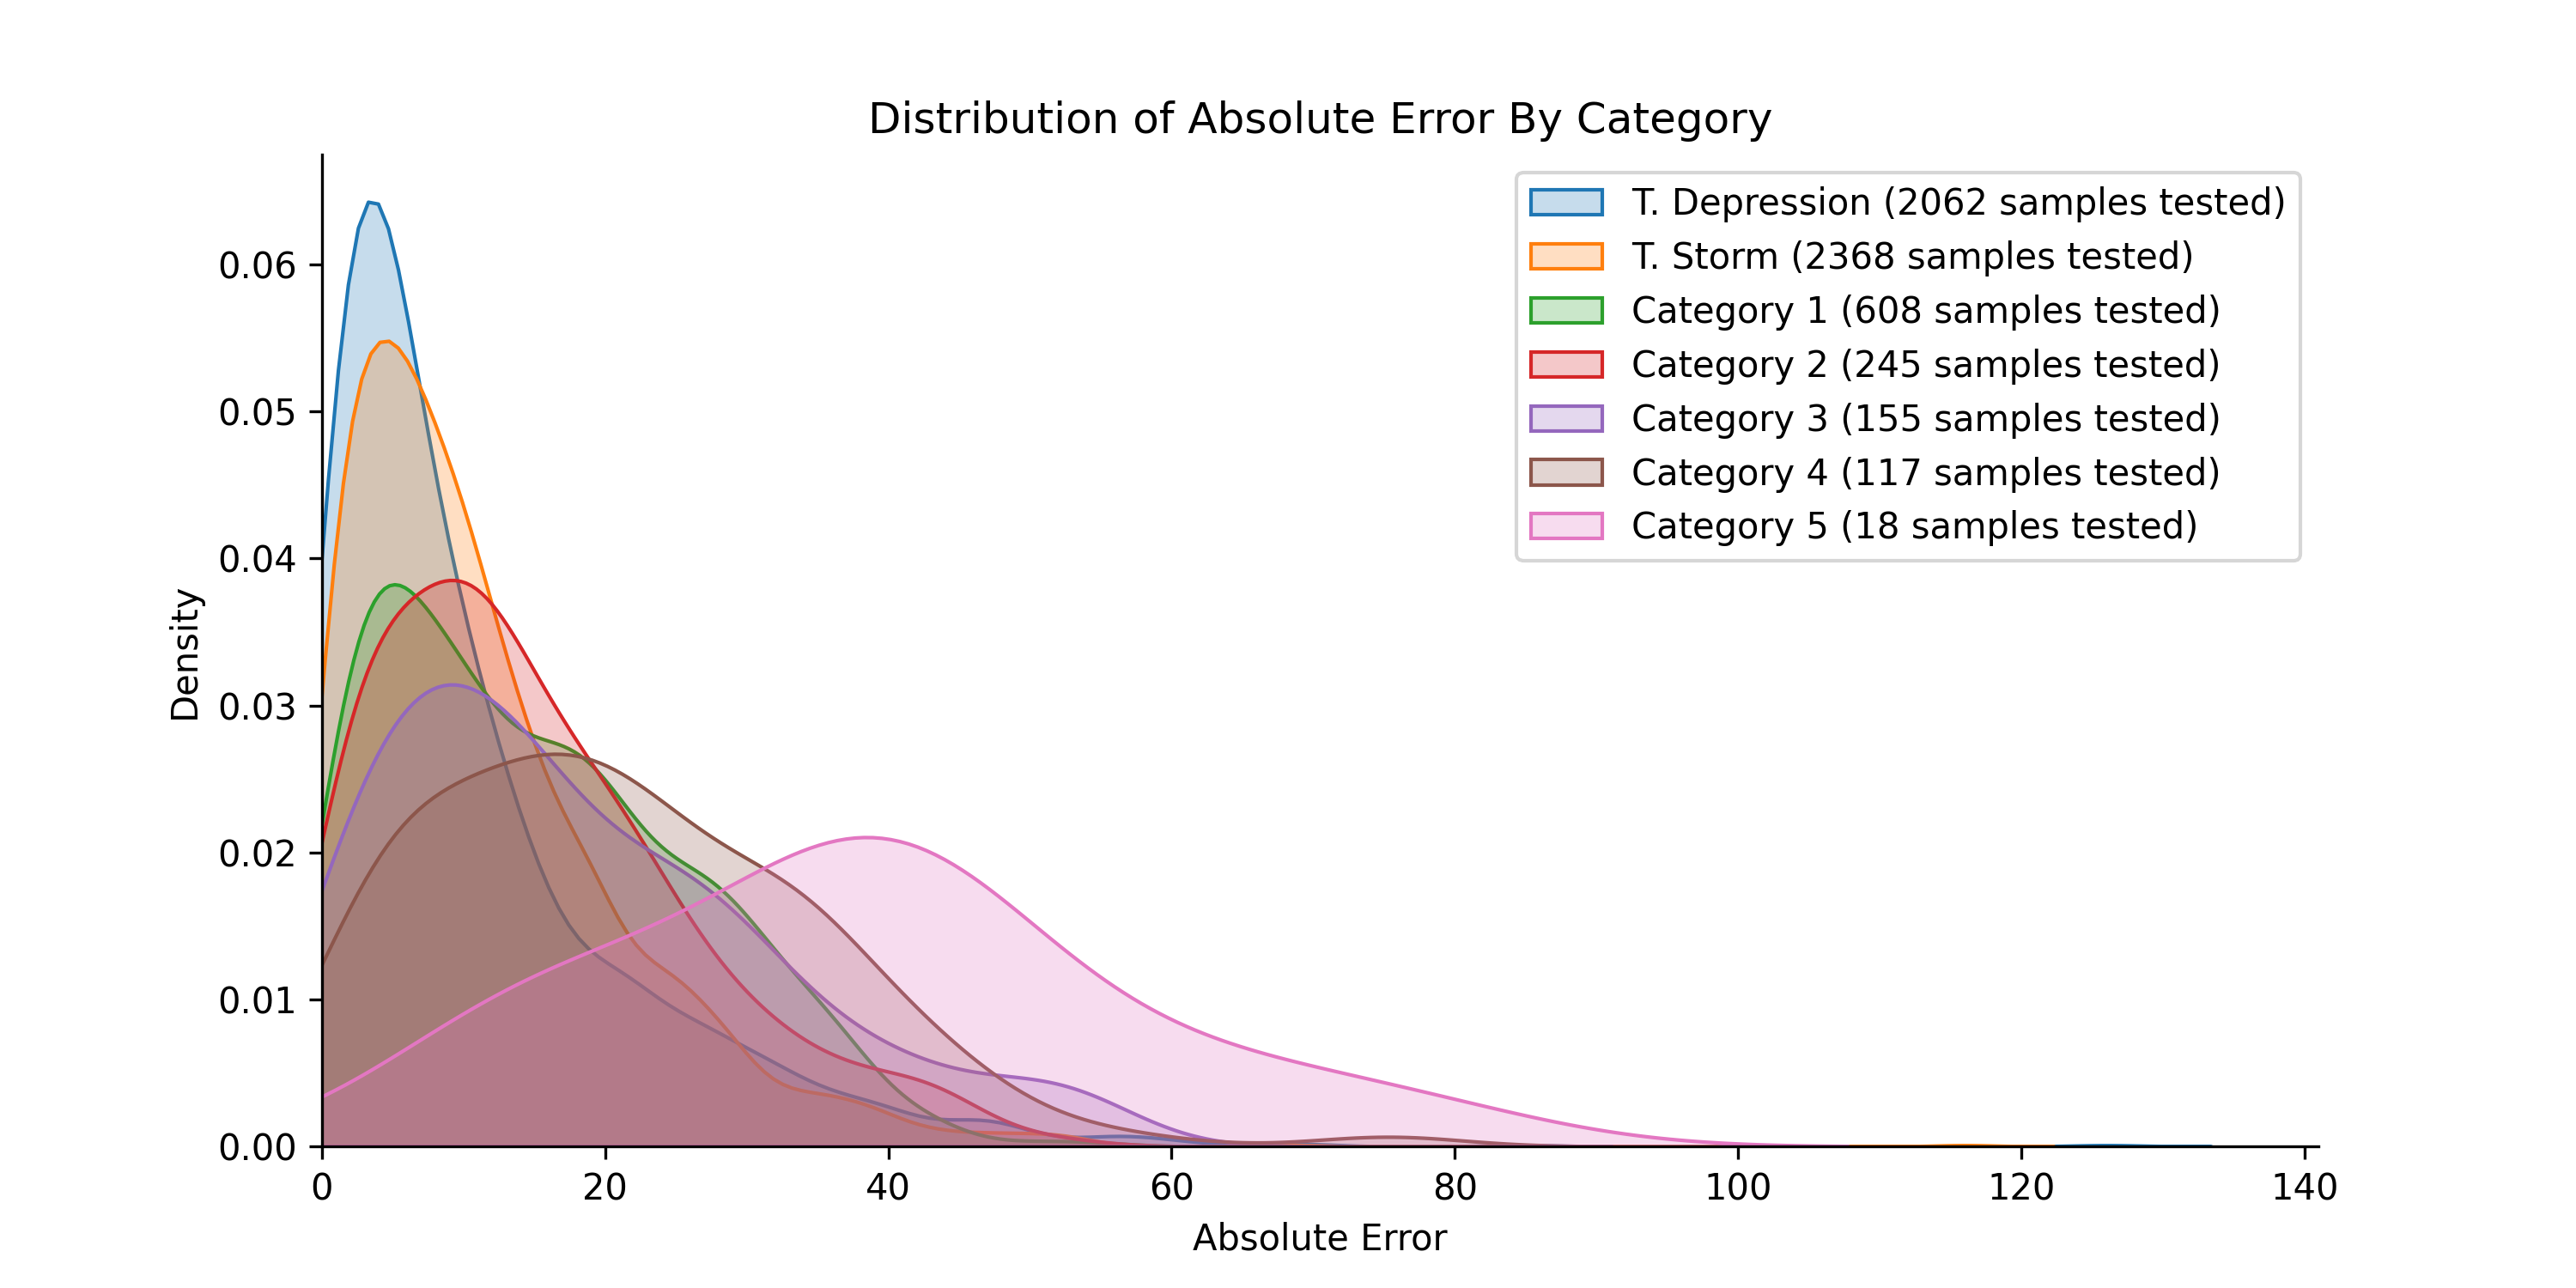 Distribution of Absolute Error By Category
T. Depression (2062 samples tested)
T. Storm (2368 samples tested)
Category 1 (608 samples tested)
Category 2 (245 samples tested)
Category 3 (155 samples tested)
Category 4 (117 samples tested)
Category 5 (18 samples tested)
Density
0.06
0.05
0.04
0.03
0.02
0.01
0.00
0 20 40 60 80 100 120 140
Absolute Error